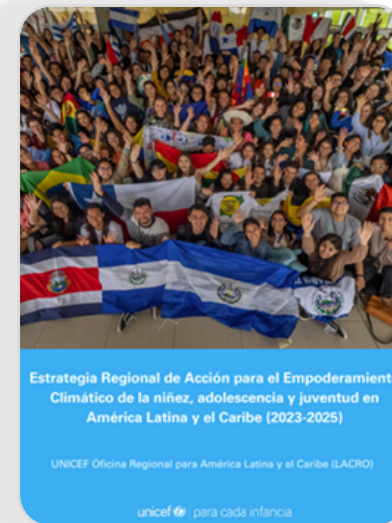 Estrategia Regional de Acción para el Empoderamient
Climático de la niñez, adolescencia y juventud en
América Latina y el Caribe (2023-2025)
UNICEF Oficina Regional para América Latina y el Caribe (LACRO)
unicef | para cada infancia